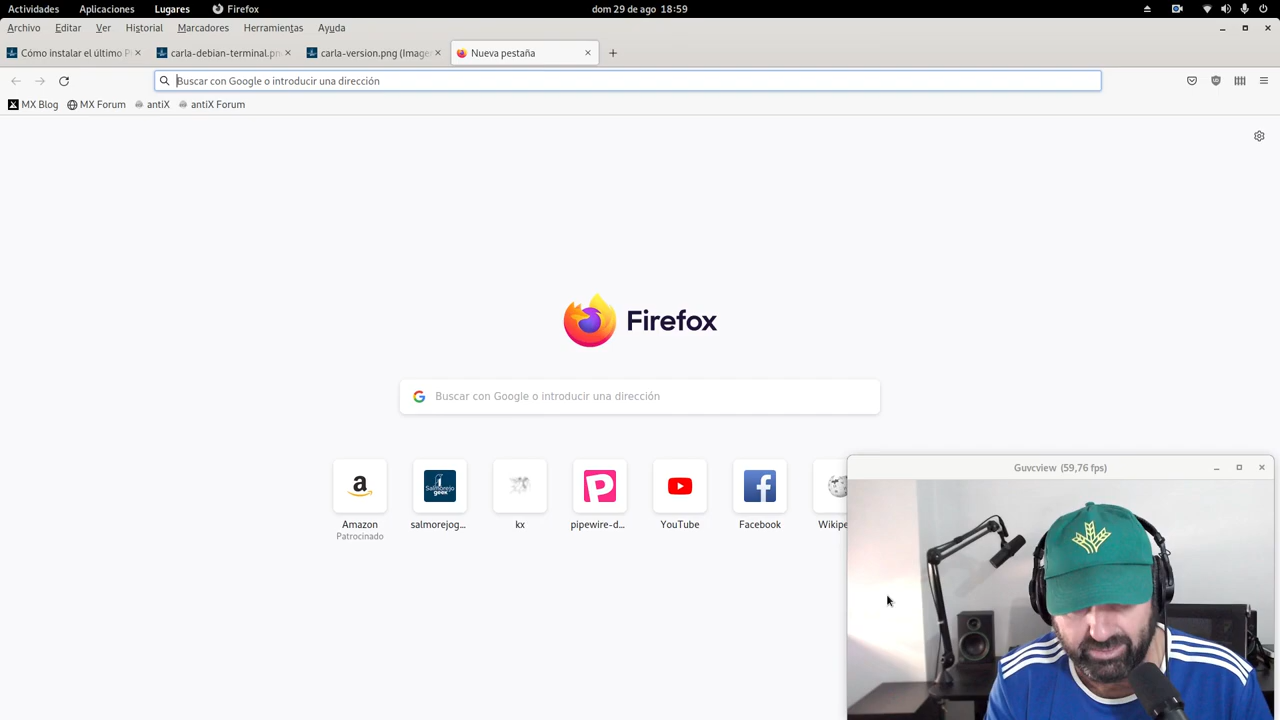 Actividades Aplicaciones Lugares Firefox dom 29 de ago 18:59
Archivo Editar Ver Historial Marcadores Herramientas Ayuda
Cómo instalar el último carla-debian-terminal.pn carla-version.png (Image Nueva pestaña
Buscar con Google o introducir una dirección
MX Blog MX Forum antiX antiX Forum
Firefox
Buscar con Google o introducir una dirección
Guvcview (59,76 fps)
Salmorejo
geek
Amazon salmorejog... kx pipewire-d... YouTube Facebook Wikipe
Patrocinado